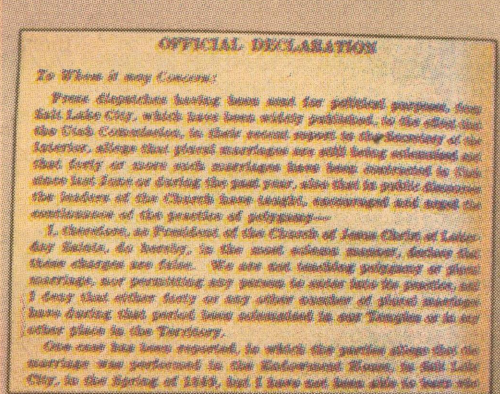 OFFICIAL DECLARATION
To Whom it may Concern:
Press dispatches having been sent for political purposes, from
Salt Lake City, which have been widely published, to the effect that
the Utah Commission, in their recent report to the Secretary of the
Interior, allege that plural marriages are still being solemnized and
that forty or more such marriages have been contracted in Utah
since last June or during the past year, also that in public discourses
the leaders of the Church have taught, encouraged and urged the
continuance of the practice of polygamy—
I, therefore, as President of the Church of Jesus Christ of Latter-
day Saints, do hereby, in the most solemn manner, declare that
these charges are false. We are not teaching polygamy or plural
marriage, nor permitting any person to enter into its practice, and
I deny that either forty or any other number of plural marriages
have during that period been solemnized in our Temples or in any
other place in the Territory.
One case has been reported, in which the parties allege that the
marriage was performed in the Endowment House, in Salt Lake
City, in the Spring of 1889, but I have not been able to learn who